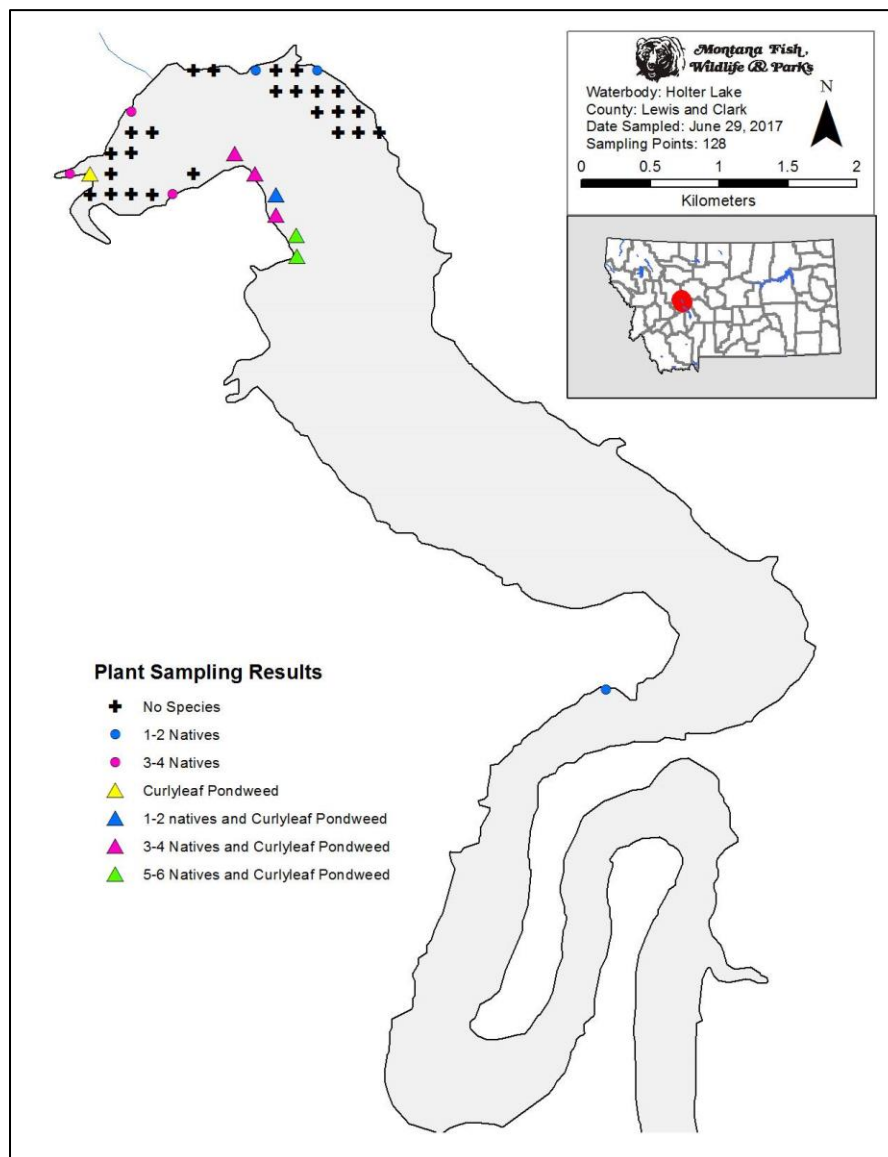 Montana Fish,
Wildlife & Parks
Waterbody: Holter Lake
County: Lewis and Clark
Date Sampled: June 29, 2017
Sampling Points: 128
N
0 0.5 1 1.5 2
Kilometers
Plant Sampling Results
No Species
1-2 Natives
3-4 Natives
Curlyleaf Pondweed
1-2 natives and Curlyleaf Pondweed
3-4 Natives and Curlyleaf Pondweed
5-6 Natives and Curlyleaf Pondweed